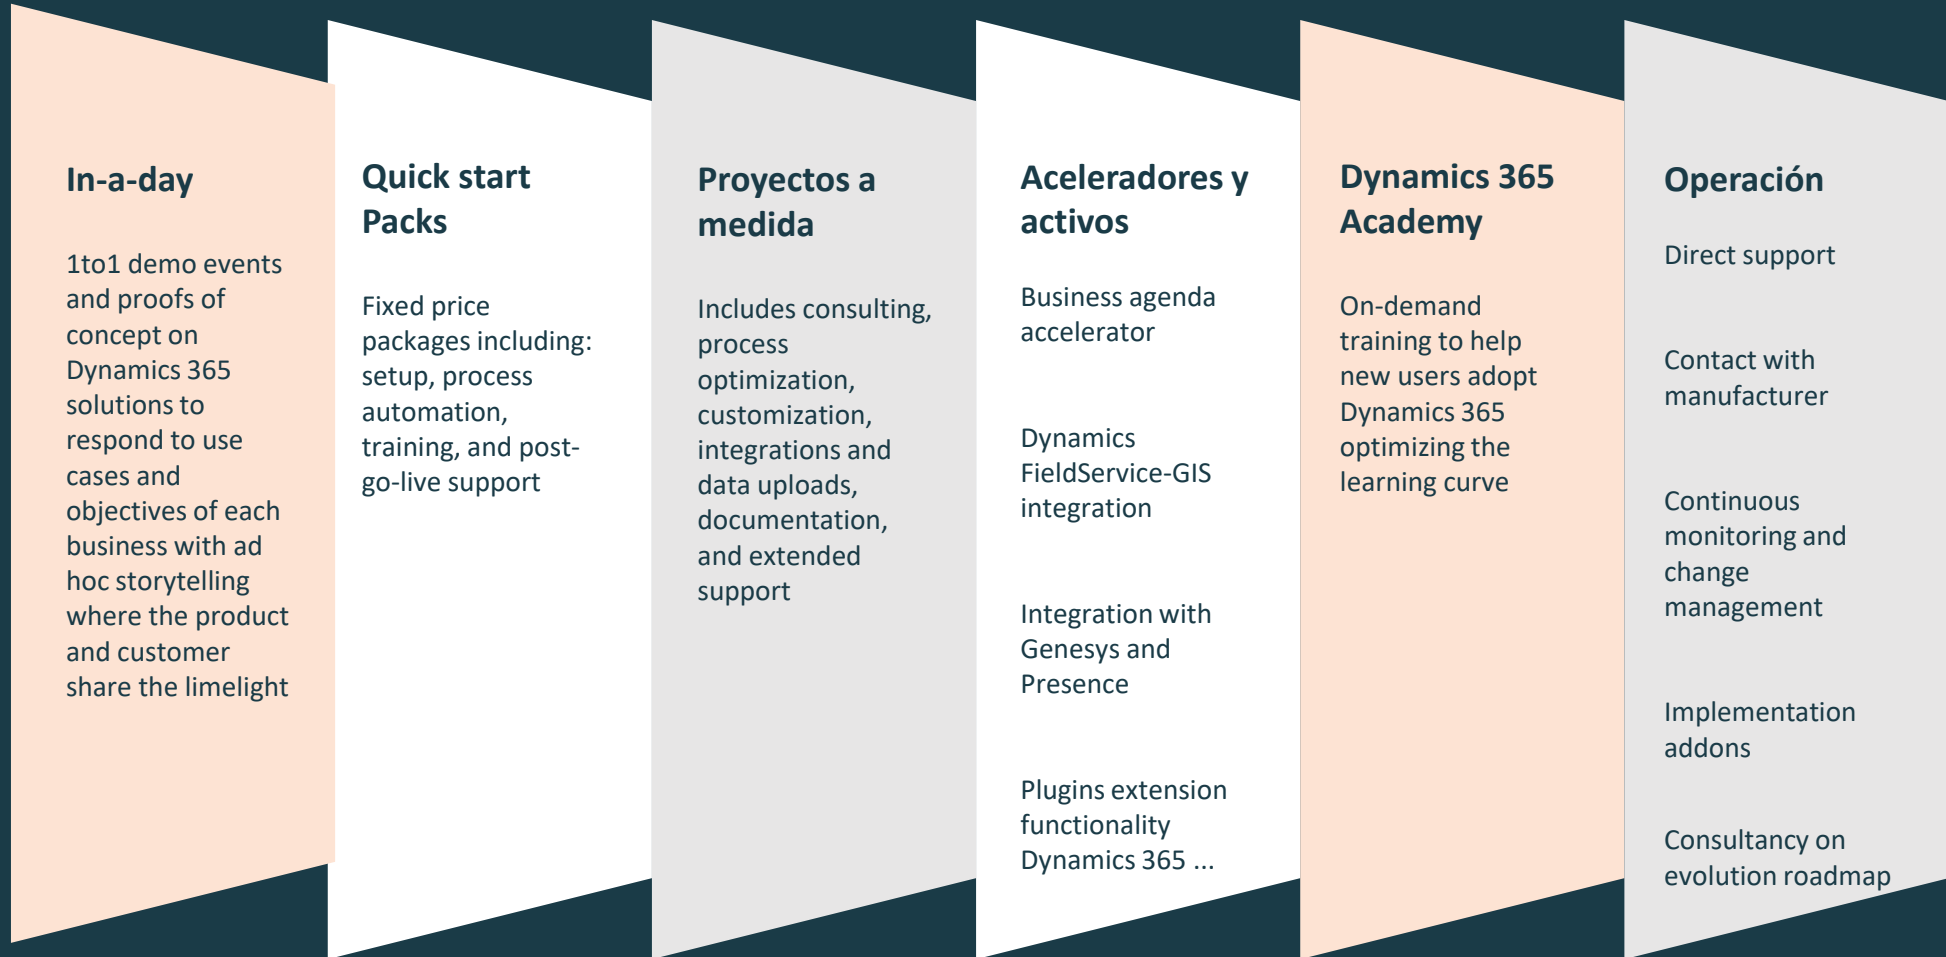 In-a-day
1to1 demo events
and proofs of
concept on
Dynamics 365
solutions to
respond to use
cases and
objectives of each
business with ad
hoc storytelling
where the product
and customer
share the limelight
Quick start
Packs
Fixed price
packages including:
setup, process
automation,
training, and post-
go-live support
Proyectos a
medida
Includes consulting,
process
optimization,
customization,
integrations and
data uploads,
documentation,
and extended
support
Aceleradores y
activos
Business agenda
accelerator
Dynamics
FieldService-GIS
integration
Integration with
Genesys and
Presence
Plugins extension
functionality
Dynamics 365 ...
Dynamics 365
Academy
On-demand
training to help
new users adopt
Dynamics 365
optimizing the
learning curve
Operación
Direct support
Contact with
manufacturer
Continuous
monitoring and
change
management
Implementation
addons
Consultancy on
evolution roadmap